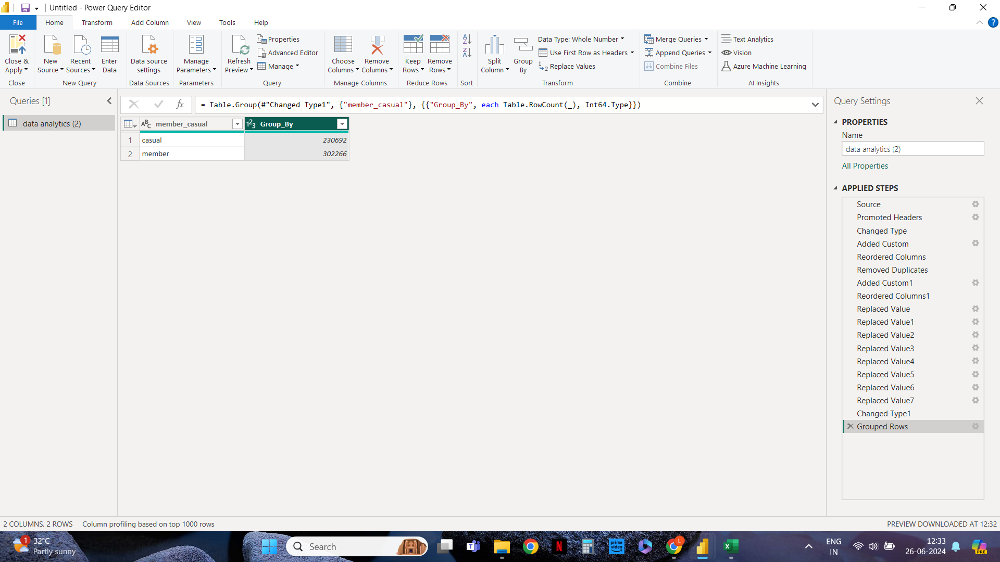 Untitled - Power Query Editor
File Home Transform Add Column View Tools Help
Close & Apply
Close
New Source
Recent Sources
Enter Data
New Query
Data source settings
Data Sources
Manage Parameters
Parameters
Refresh Preview
Properties
Advanced Editor
Manage
Query
Choose Columns
Remove Columns
Manage Columns
Keep Rows
Remove Rows
Reduce Rows
Sort
Split Column
Group By
Data Type: Whole Number
Use First Row as Headers
Replace Values
Transform
Merge Queries
Append Queries
Combine Files
Combine
Text Analytics
Vision
Azure Machine Learning
AI Insights
Queries [1]
data analytics (2)
fx
= Table.Group(#"Changed Type1", {"member_casual"}, {{"Group_By", each Table.RowCount(_), Int64.Type}})
ABC member_casual 123 Group_By
1 casual 230692
2 member 302266
Query Settings
PROPERTIES
Name
data analytics (2)
All Properties
APPLIED STEPS
Source
Promoted Headers
Changed Type
Added Custom
Reordered Columns
Removed Duplicates
Added Custom1
Reordered Columns1
Replaced Value
Replaced Value1
Replaced Value2
Replaced Value3
Replaced Value4
Replaced Value5
Replaced Value6
Replaced Value7
Changed Type1
Grouped Rows
2 COLUMNS, 2 ROWS Column profiling based on top 1000 rows
PREVIEW DOWNLOADED AT 12:32
1
32°C
Partly sunny
Search
prime video
L
ENG
IN
12:33
26-06-2024
PRE